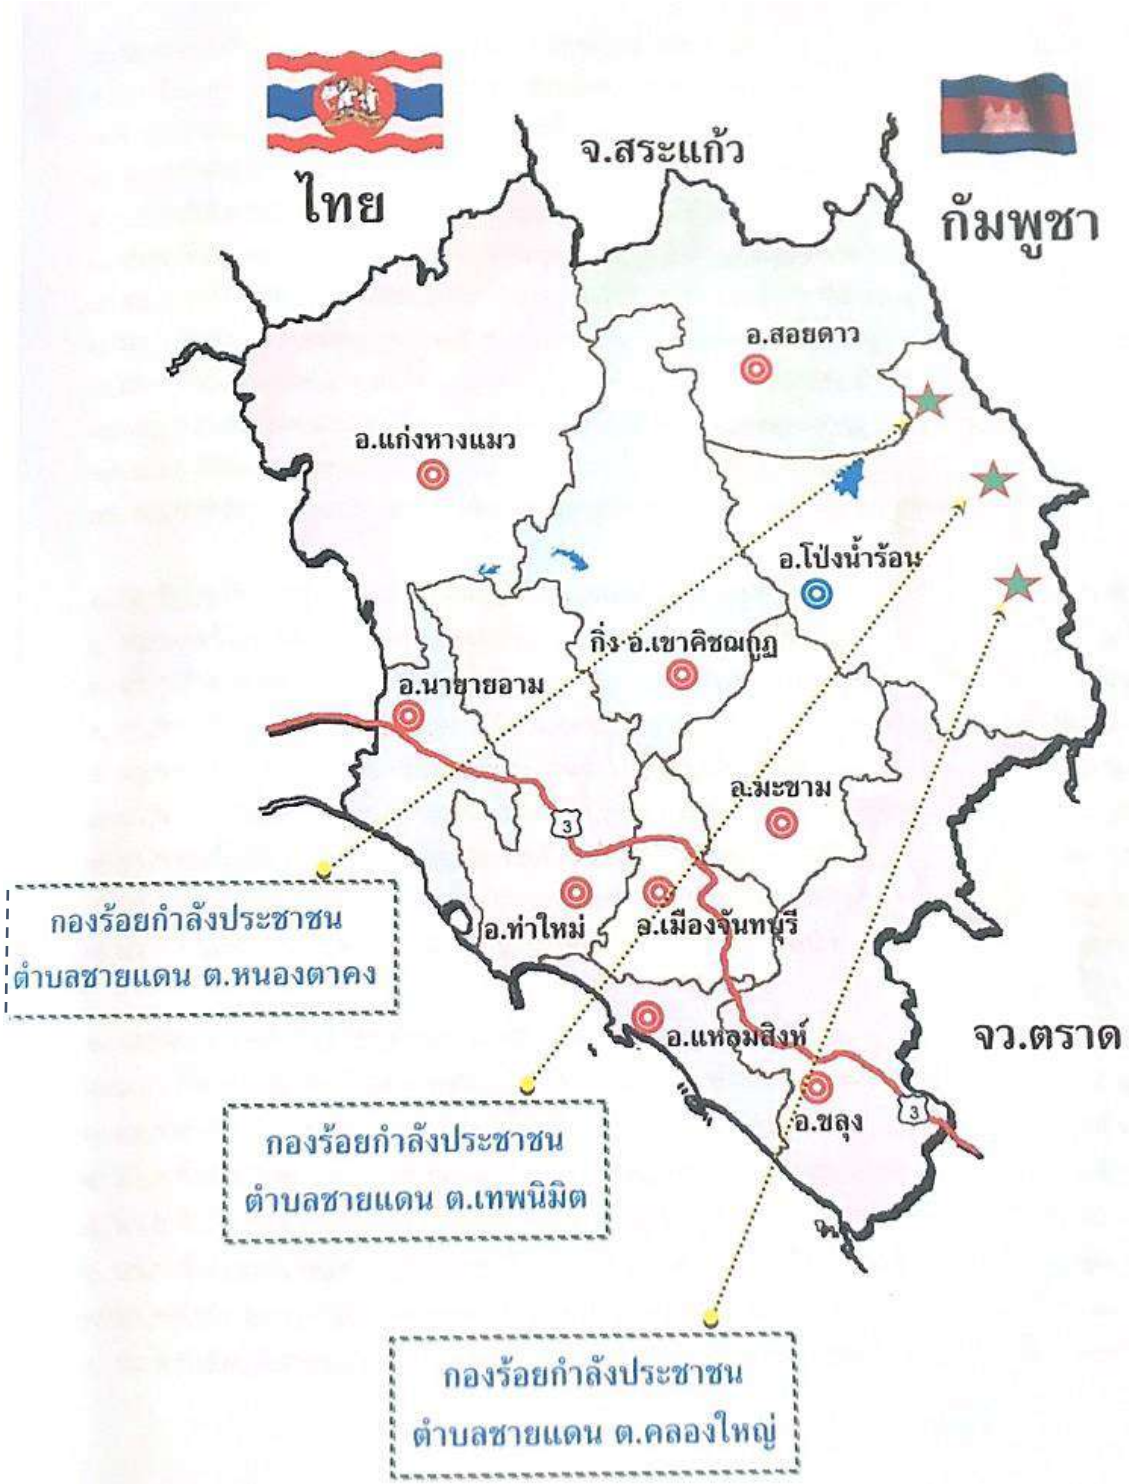 จ.สระแก้ว
ไทย
กัมพูชา
อ.สอยดาว
อ.แก่งหางแมว
อ.โป่งน้ำร้อน
กิ่ง อ.เขาคิชฌกูฏ
อ.นายายอาม
อ.มะขาม
3
กองร้อยกำลังประชาชน
ตำบลชายแดน ต.หนองตาคง
อ.ท่าใหม่
อ.เมืองจันทบุรี
อ.แหลมสิงห์
จว.ตราด
3
อ.ขลุง
กองร้อยกำลังประชาชน
ตำบลชายแดน ต.เทพนิมิต
กองร้อยกำลังประชาชน
ตำบลชายแดน ต.คลองใหญ่